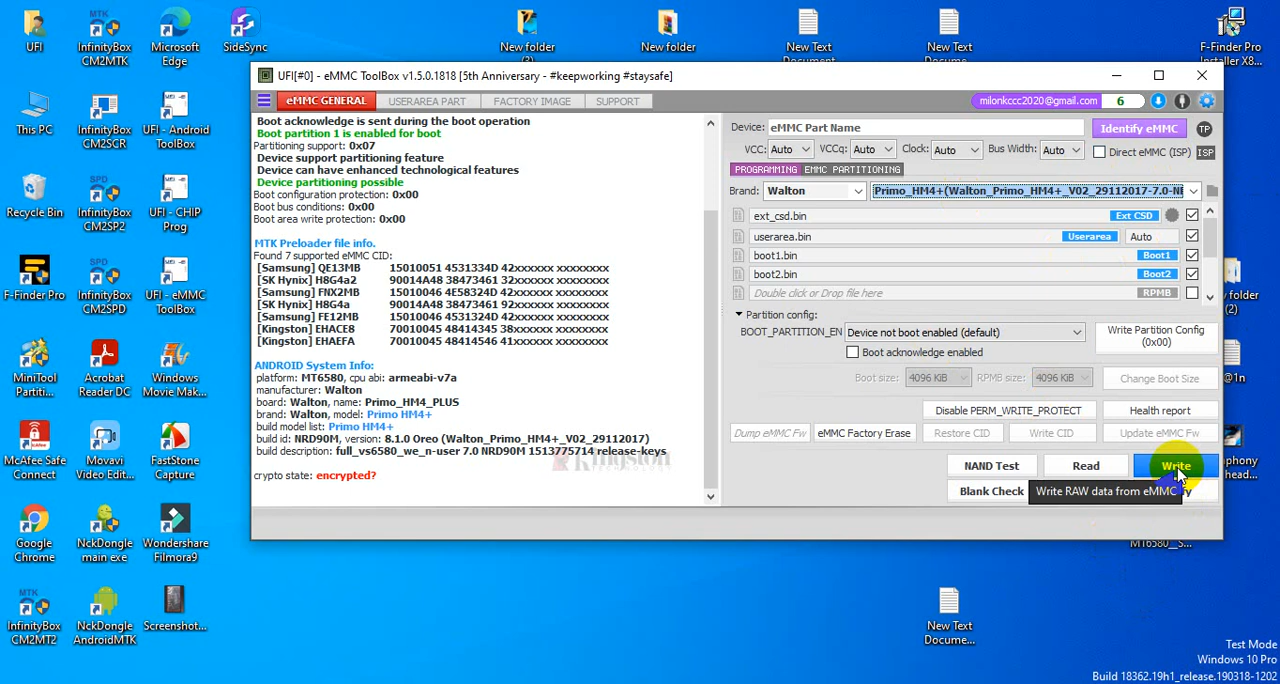 UFI
InfinityBox
CM2MTK
Microsoft
Edge
SideSync
New folder
(3)
New folder
New Text
Document
New Text
Docume...
F-Finder Pro
Installer X8...
This PC
InfinityBox
CM2SCR
UFI - Android
ToolBox
Recycle Bin
InfinityBox
CM2SP2
UFI - CHIP
Prog
F-Finder Pro
InfinityBox
CM2SPD
UFI - eMMC
ToolBox
MiniTool
Partiti...
Acrobat
Reader DC
Windows
Movie Mak...
McAfee Safe
Connect
Movavi
Video Edit...
FastStone
Capture
Google
Chrome
NckDongle
main exe
Wondershare
Filmora9
InfinityBox
CM2MT2
NckDongle
AndroidMTK
Screenshot...
UFI[#0] - eMMC ToolBox v1.5.0.1818 [5th Anniversary - #keepworking #staysafe]
eMMC GENERAL
USERAREA PART
FACTORY IMAGE
SUPPORT
milonkccc2020@gmail.com
6
Boot acknowledge is sent during the boot operation
Boot partition 1 is enabled for boot
Partitioning support: 0x07
Device support partitioning feature
Device can have enhanced technological features
Device partitioning possible
Boot configuration protection: 0x00
Boot bus conditions: 0x00
Boot area write protection: 0x00
MTK Preloader file info.
Found 7 supported eMMC CID:
[Samsung] QE13MB 15010051 4531334D 42xxxxxx xxxxxxxx
[SK Hynix] H8G4a2 90014A48 38473461 32xxxxxx xxxxxxxx
[Samsung] FNX2MB 15010046 4E58324D 42xxxxxx xxxxxxxx
[SK Hynix] H8G4a 90014A48 38473461 92xxxxxx xxxxxxxx
[Samsung] FE12MB 15010046 4531324D 42xxxxxx xxxxxxxx
[Kingston] EHACE8 70010045 48414345 38xxxxxx xxxxxxxx
[Kingston] EHAEFA 70010045 48414546 41xxxxxx xxxxxxxx
ANDROID System Info:
platform: MT6580, cpu abi: armeabi-v7a
manufacturer: Walton
board: Walton, name: Primo_HM4_PLUS
brand: Walton, model: Primo HM4+
build model list: Primo HM4+
build id: NRD90M, version: 8.1.0 Oreo (Walton_Primo_HM4+_V02_29112017)
build description: full_vs6580_we_n-user 7.0 NRD90M 1513775714 release-keys
Kingston
TECHNOLOGY
crypto state: encrypted?
Device: eMMC Part Name
Identify eMMC
TP
VCC: Auto
VCCq: Auto
Clock: Auto
Bus Width: Auto
Direct eMMC (ISP)
ISP
PROGRAMMING
EMMC PARTITIONING
Brand: Walton
Primo_HM4+(Walton_Primo_HM4+_V02_29112017-7.0-NI
ext_csd.bin
Ext CSD
userarea.bin
Userarea
Auto
boot1.bin
Boot1
boot2.bin
Boot2
Double click or Drop file here
RPMB
Partition config:
BOOT_PARTITION_EN
Device not boot enabled (default)
Write Partition Config
(0x00)
Boot acknowledge enabled
Boot size: 4096 KiB
RPMB size: 4096 KiB
Change Boot Size
Disable PERM_WRITE_PROTECT
Health report
Dump eMMC Fw
eMMC Factory Erase
Restore CID
Write CID
Update eMMC Fw
NAND Test
Read
Write
Blank Check
Write RAW data from eMMC
y
y folder
(2)
@1n
phony
head...
MT6580__S...
New Text
Docume...
Test Mode
Windows 10 Pro
Build 18362.19h1_release.190318-1202